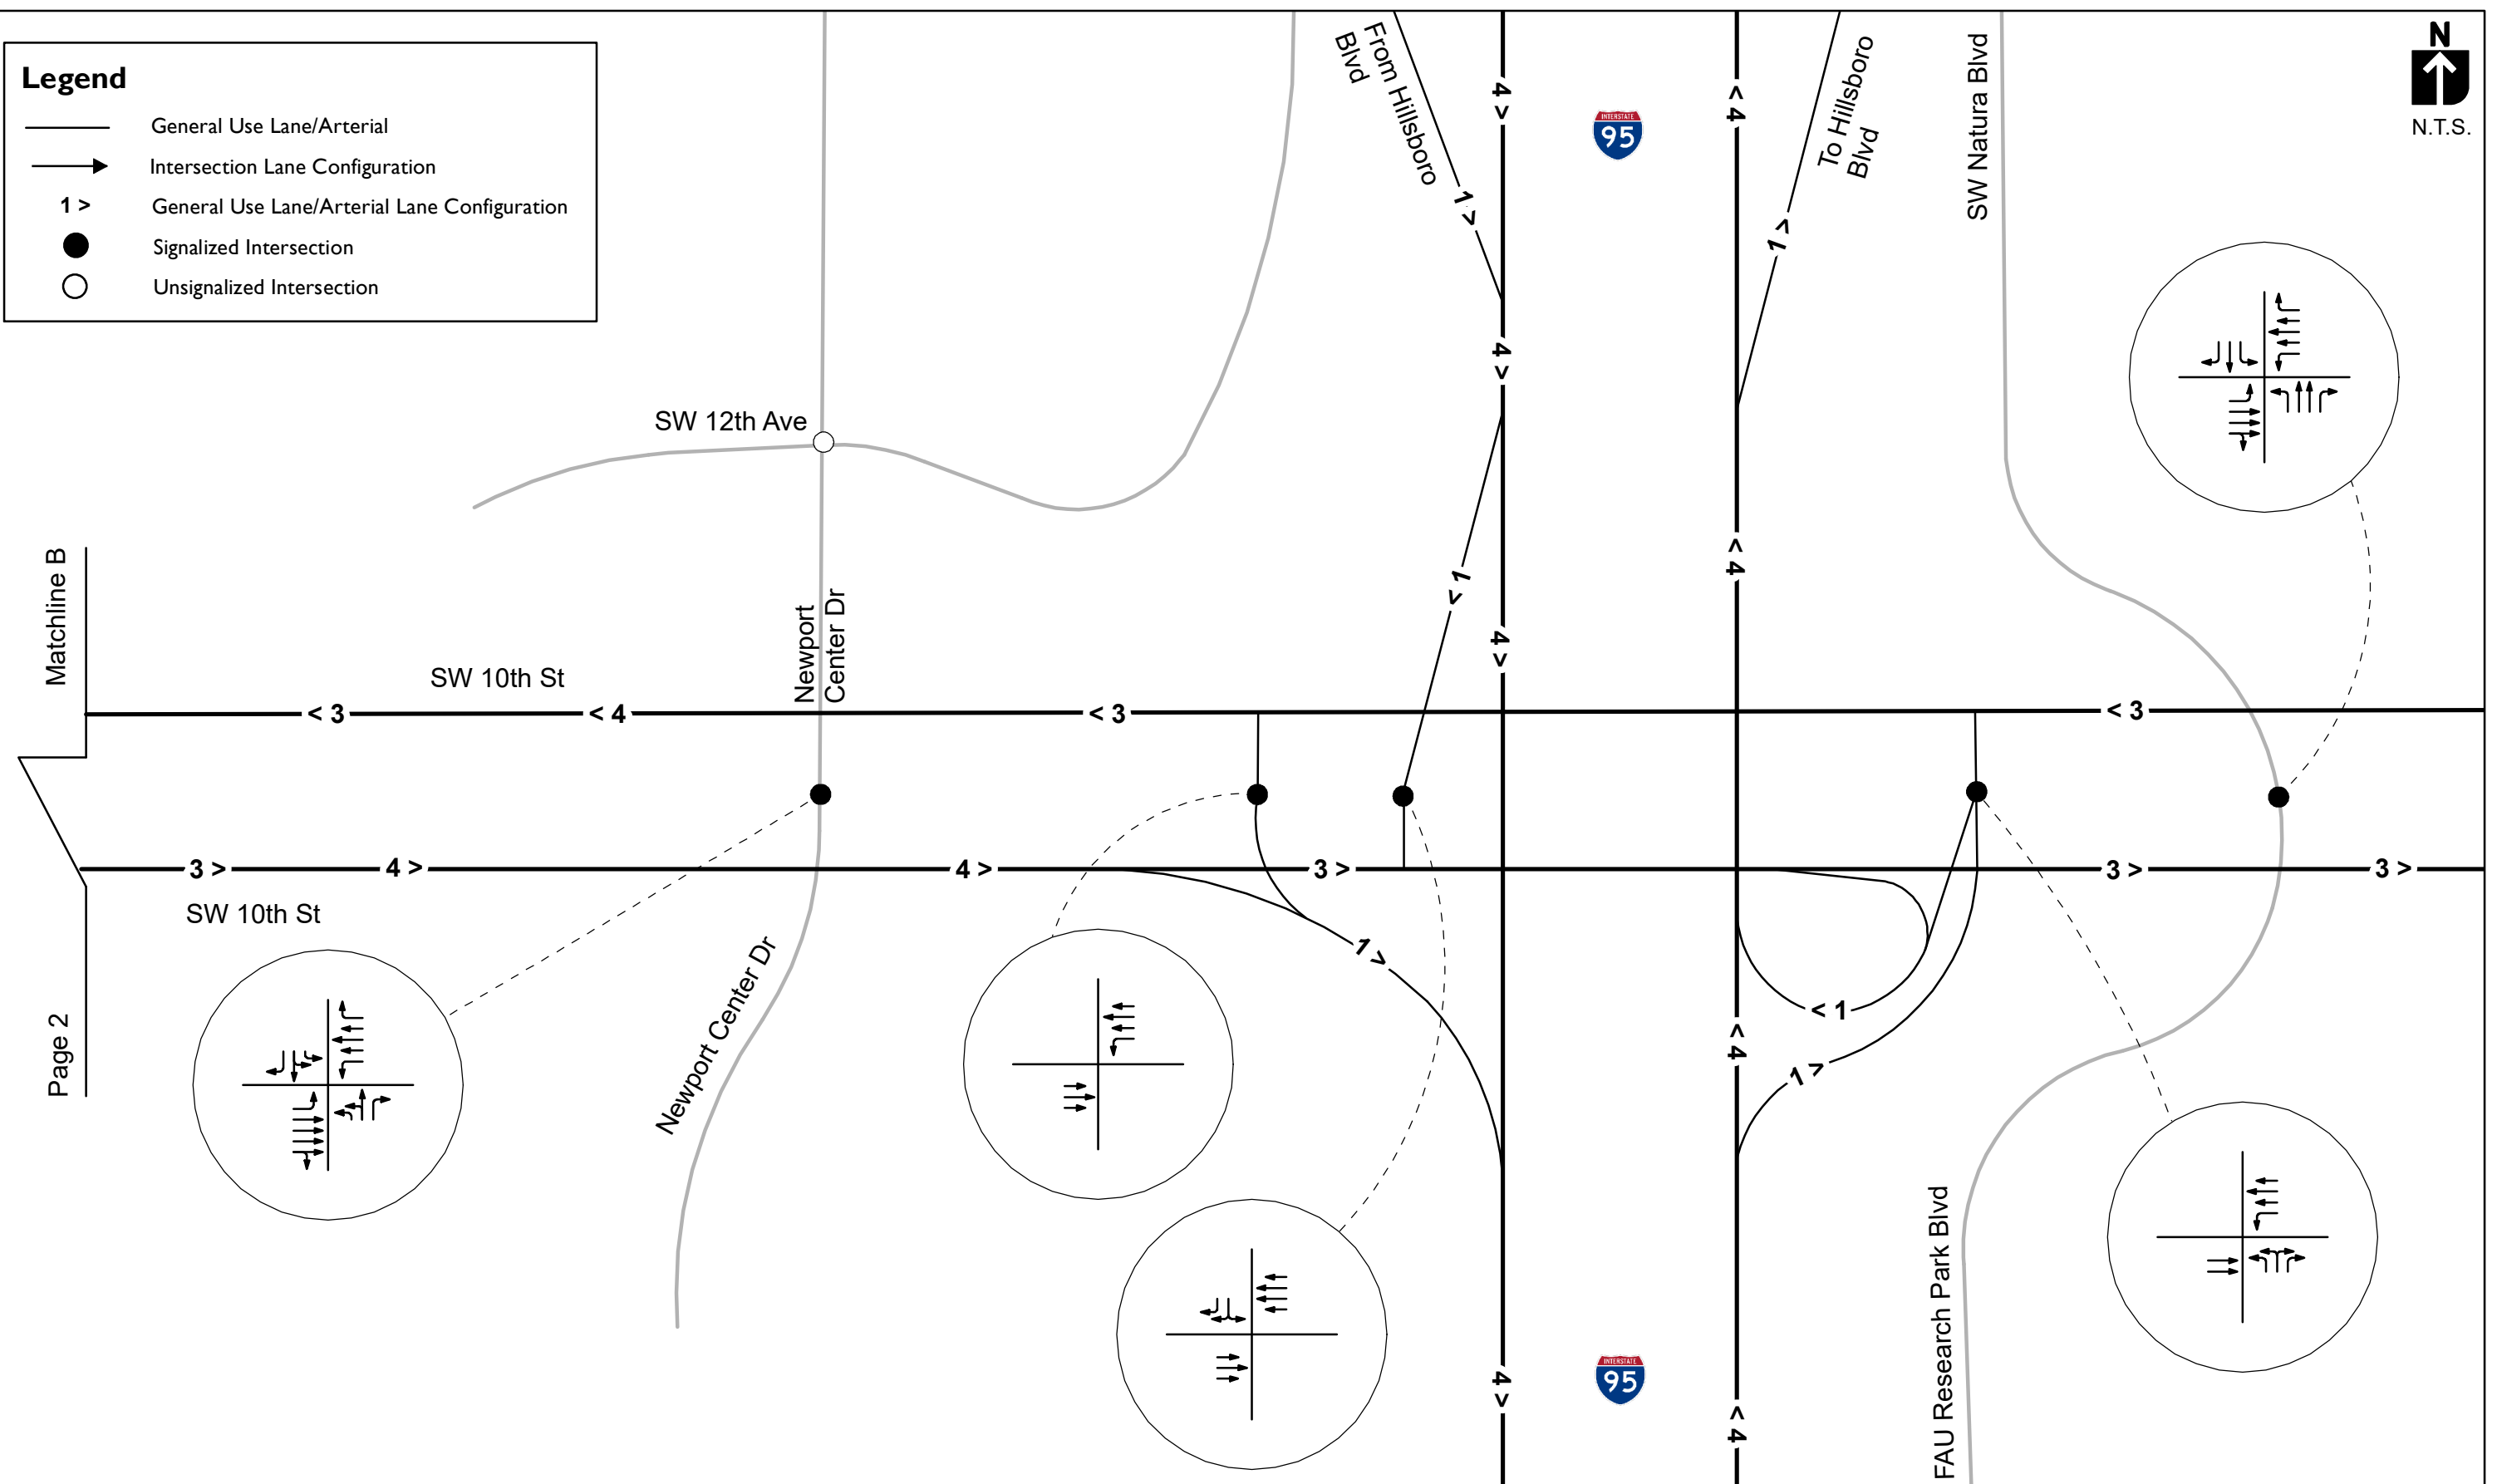 Legend
General Use Lane/Arterial
Intersection Lane Configuration
1 >
General Use Lane/Arterial Lane Configuration
Signalized Intersection
Unsignalized Intersection
From Hillsboro
Blvd
1 >
4 >
INTERSTATE
95
< 4
To Hillsboro
Blvd
1 >
SW Natura Blvd
N
N.T.S.
4 >
SW 12th Ave
< 4
1 >
4 >
Matchline B
Newport
Center Dr
SW 10th St
< 3
< 4
< 3
< 3
3 >
4 >
4 >
3 >
3 >
3 >
SW 10th St
Page 2
Newport Center Dr
1 >
< 1
< 4
1 >
FAU Research Park Blvd
4 >
INTERSTATE
95
< 4